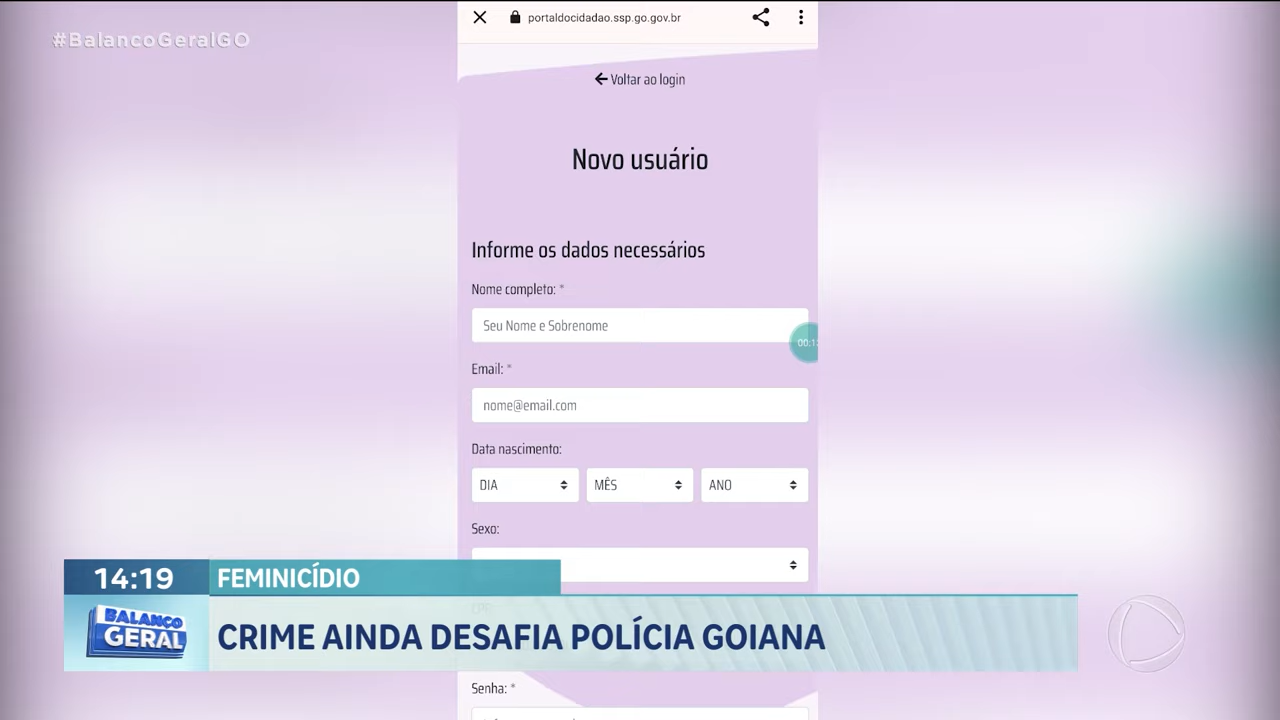 #BalancoGeralGO
portaldocidadao.ssp.go.gov.br
Voltar ao login
Novo usuário
Informe os dados necessários
Nome completo: *
Seu Nome e Sobrenome
00:1
Email: *
nome@email.com
Data nascimento:
DIA
MÊS
ANO
Sexo:
14:19
FEMINICÍDIO
BALANÇO
GERAL
CRIME AINDA DESAFIA POLÍCIA GOIANA
Senha: *